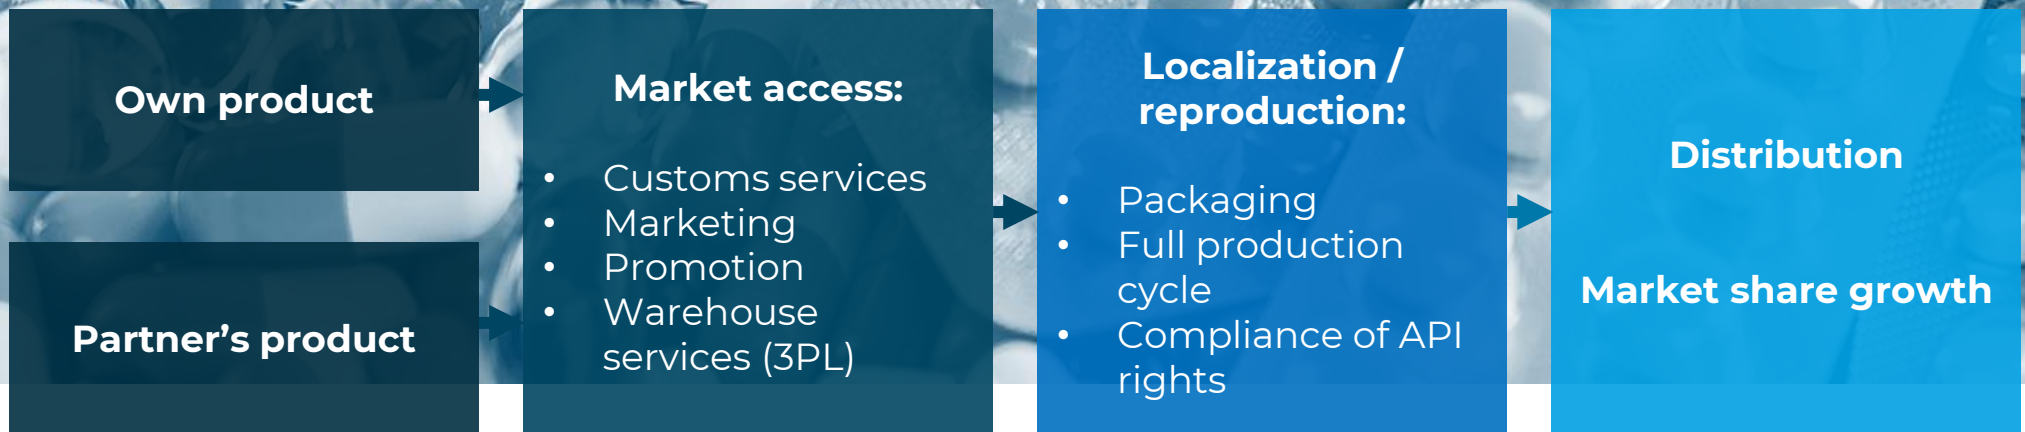 Own product
Partner’s product
Market access:
• Customs services
• Marketing
• Promotion
• Warehouse
services (3PL)
Localization /
reproduction:
• Packaging
• Full production
cycle
• Compliance of API
rights
Distribution
Market share growth